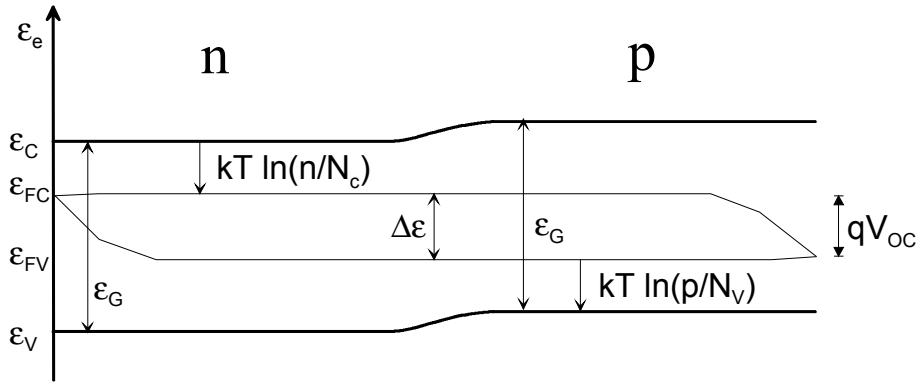 εe
n
p
εC
kT ln(n/Nc)
εFC
Δε
εG
qVOC
εFV
εG
kT ln(p/NV)
εV